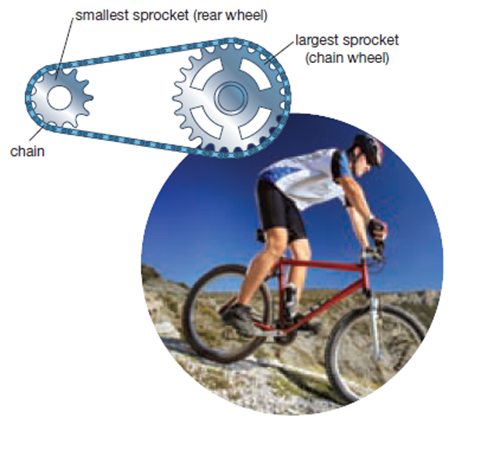 smallest sprocket (rear wheel)
largest sprocket
(chain wheel)
chain